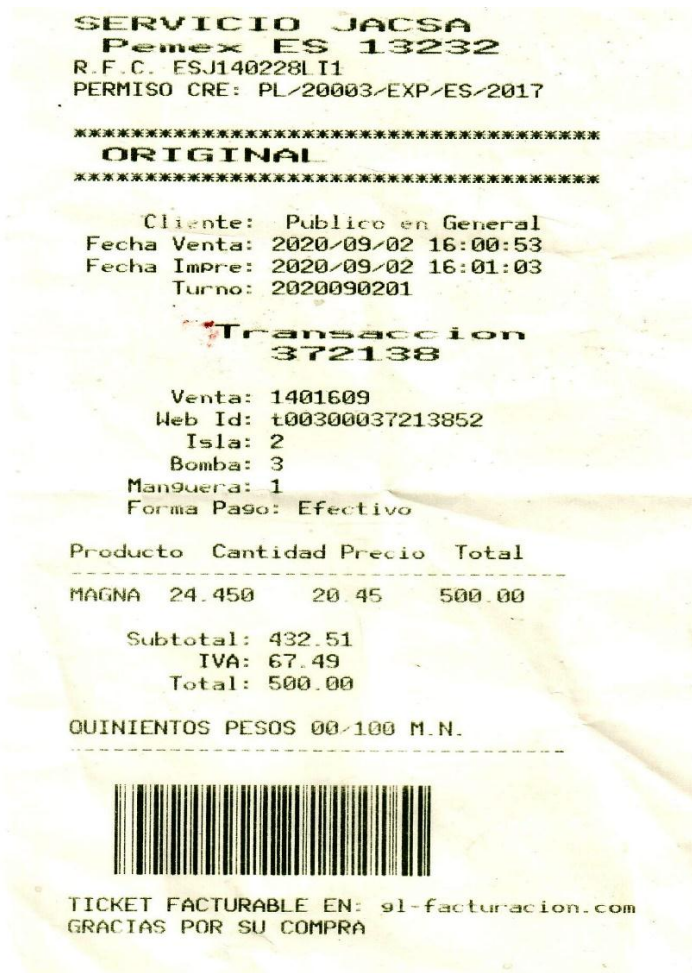 SERVICIO JACSA
Pemex ES 13232
R.F.C. ESJ140228LI1
PERMISO CRE: PL/20003/EXP/ES/2017
*************************************
ORIGINAL
*************************************
Cliente: Publico en General
Fecha Venta: 2020/09/02 16:00:53
Fecha Impre: 2020/09/02 16:01:03
Turno: 2020090201
Transaccion
372138
Venta: 1401609
Web Id: t00300037213852
Isla: 2
Bomba: 3
Manguera: 1
Forma Pago: Efectivo
Producto Cantidad Precio Total
-----------------------------------
MAGNA 24.450 20.45 500.00
Subtotal: 432.51
IVA: 67.49
Total: 500.00
QUINIENTOS PESOS 00/100 M.N.
-----------------------------------
TICKET FACTURABLE EN: gl-facturacion.com
GRACIAS POR SU COMPRA